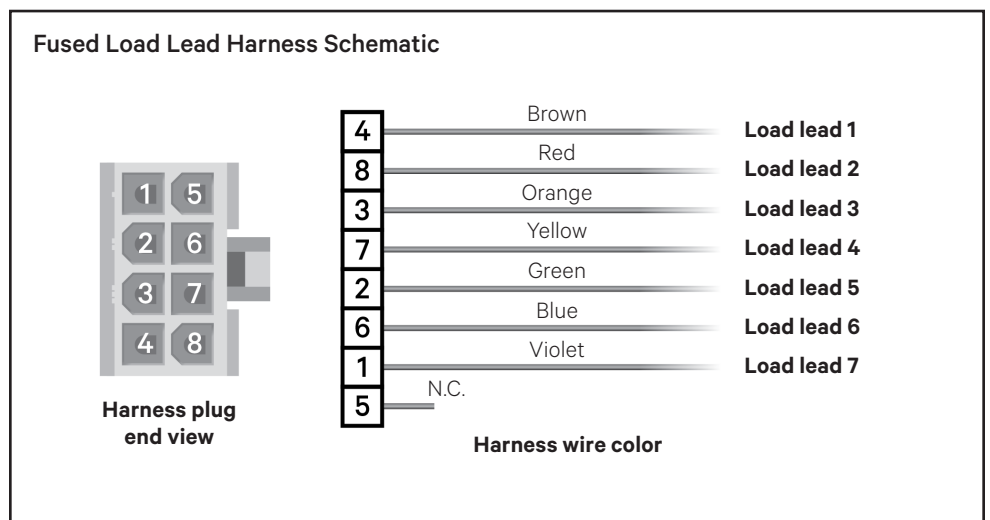 Fused Load Lead Harness Schematic
1 5
2 6
3 7
4 8
Harness plug
end view
4 Brown Load lead 1
8 Red Load lead 2
3 Orange Load lead 3
7 Yellow Load lead 4
2 Green Load lead 5
6 Blue Load lead 6
1 Violet Load lead 7
5 N.C.
Harness wire color